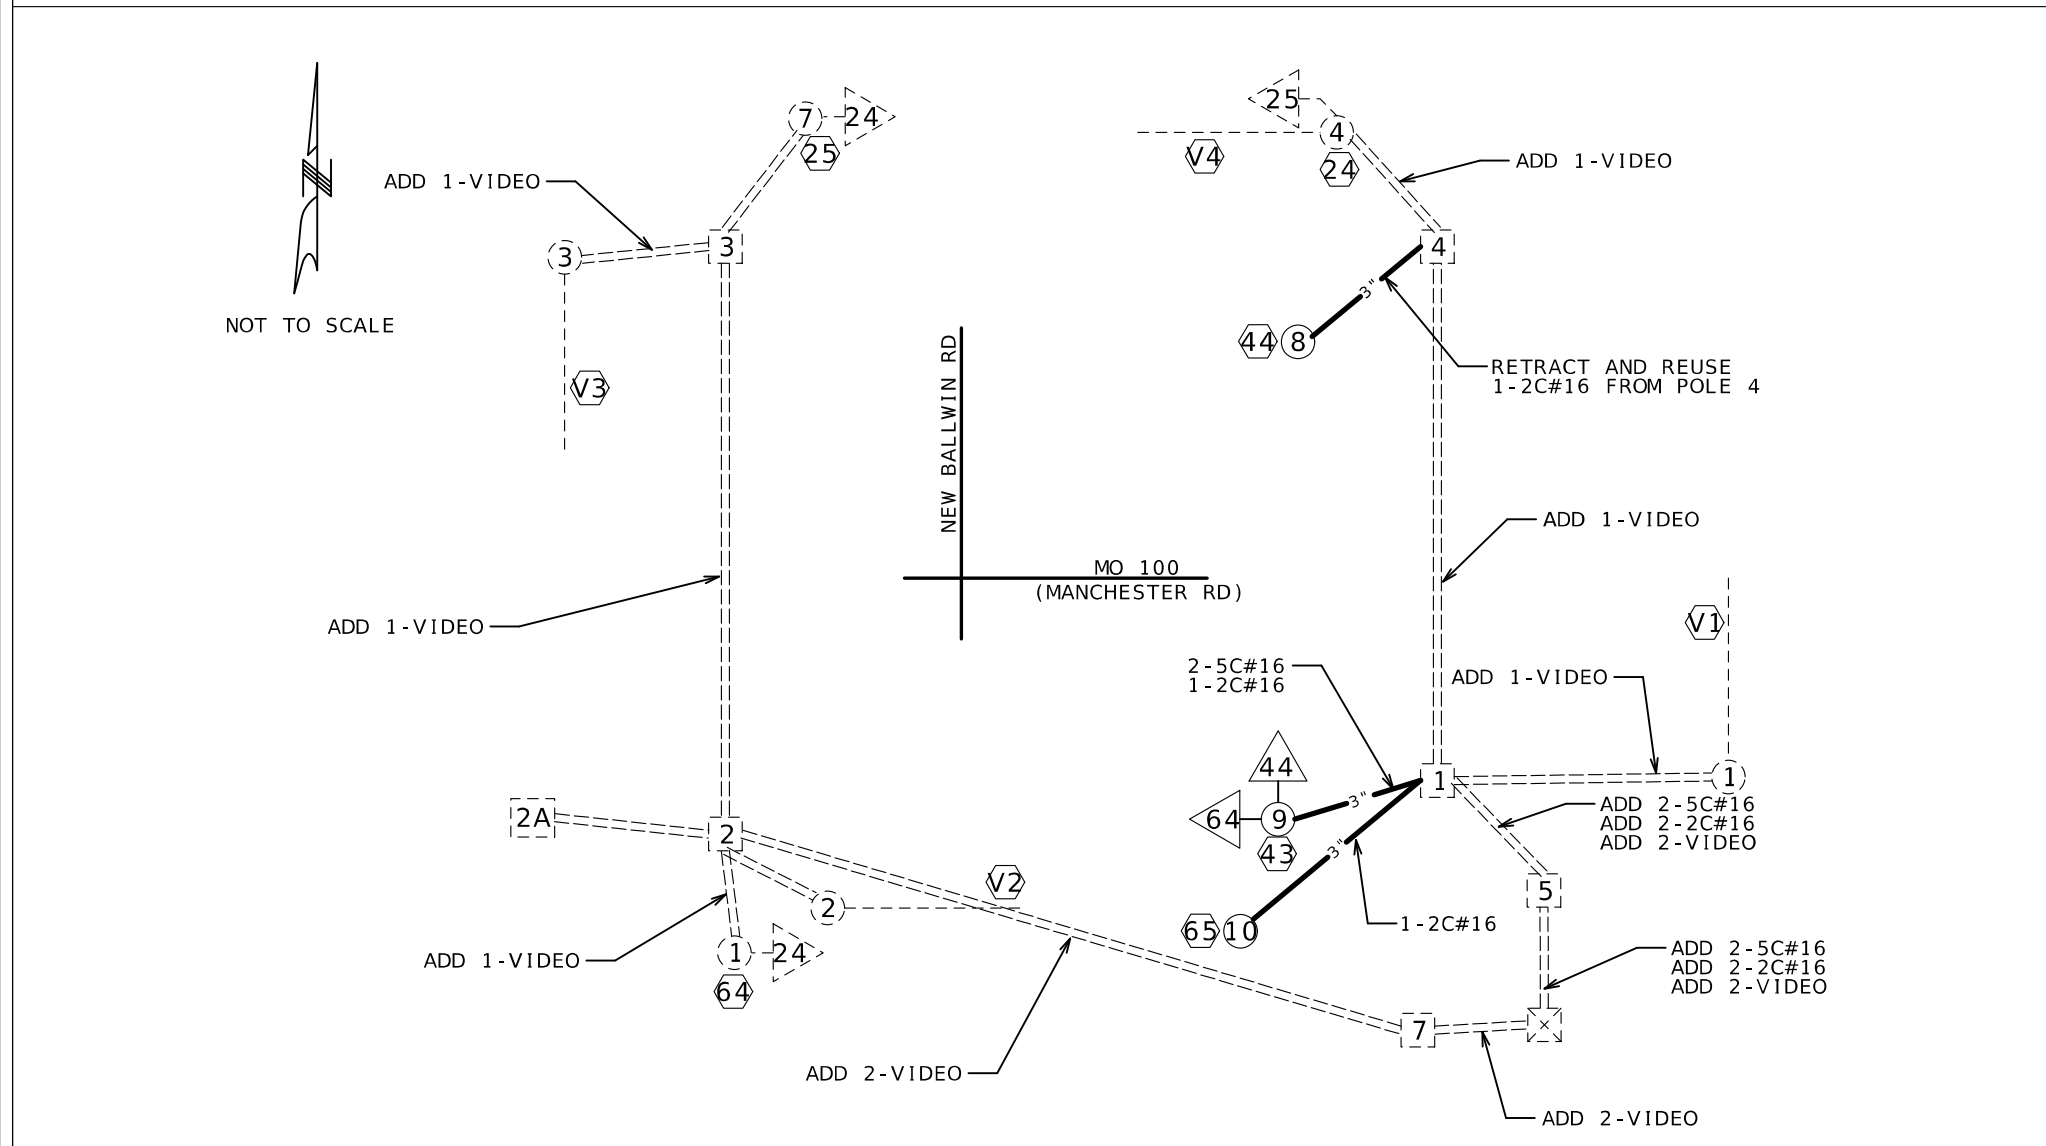 25
7
24
4
25
V4
24
ADD 1-VIDEO
ADD 1-VIDEO
N
3
3
4
3"
NOT TO SCALE
44
8
RETRACT AND REUSE
1-2C#16 FROM POLE 4
V3
NEW BALLWIN RD
MO 100
(MANCHESTER RD)
ADD 1-VIDEO
ADD 1-VIDEO
V1
2-5C#16
1-2C#16
ADD 1-VIDEO
44
1
1
64
9
3"
43
3"
ADD 2-5C#16
ADD 2-2C#16
ADD 2-VIDEO
2A
2
V2
2
5
65
10
1-2C#16
ADD 1-VIDEO
1
24
64
ADD 2-5C#16
ADD 2-2C#16
ADD 2-VIDEO
7
ADD 2-VIDEO
ADD 2-VIDEO